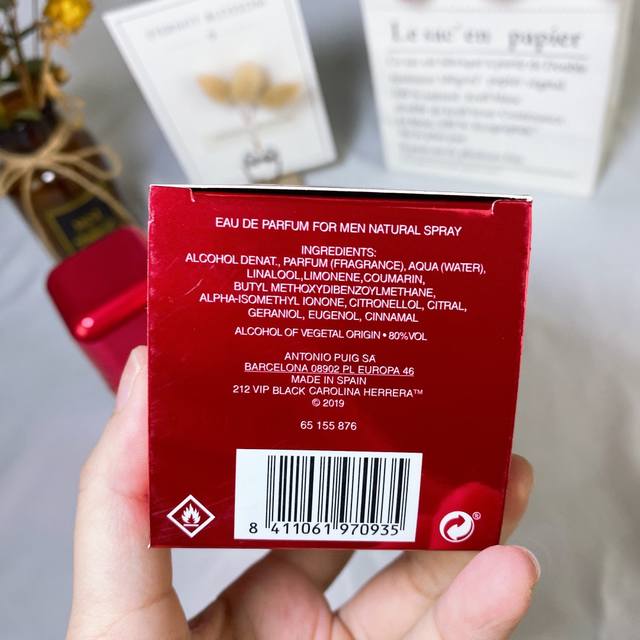 Le sac en papier
EAU DE PARFUM FOR MEN NATURAL SPRAY
INGREDIENTS:
ALCOHOL DENAT., PARFUM (FRAGRANCE), AQUA (WATER),
LINALOOL,LIMONENE,COUMARIN,
BUTYL METHOXYDIBENZOYLMETHANE,
ALPHA-ISOMETHYL IONONE, CITRONELLOL, CITRAL,
GERANIOL, EUGENOL, CINNAMAL
ALCOHOL OF VEGETAL ORIGIN • 80%VOL
ANTONIO PUIG SA
BARCELONA 08902 PL EUROPA 46
MADE IN SPAIN
212 VIP BLACK CAROLINA HERRERA™
© 2019
65 155 876
8 411061 970935